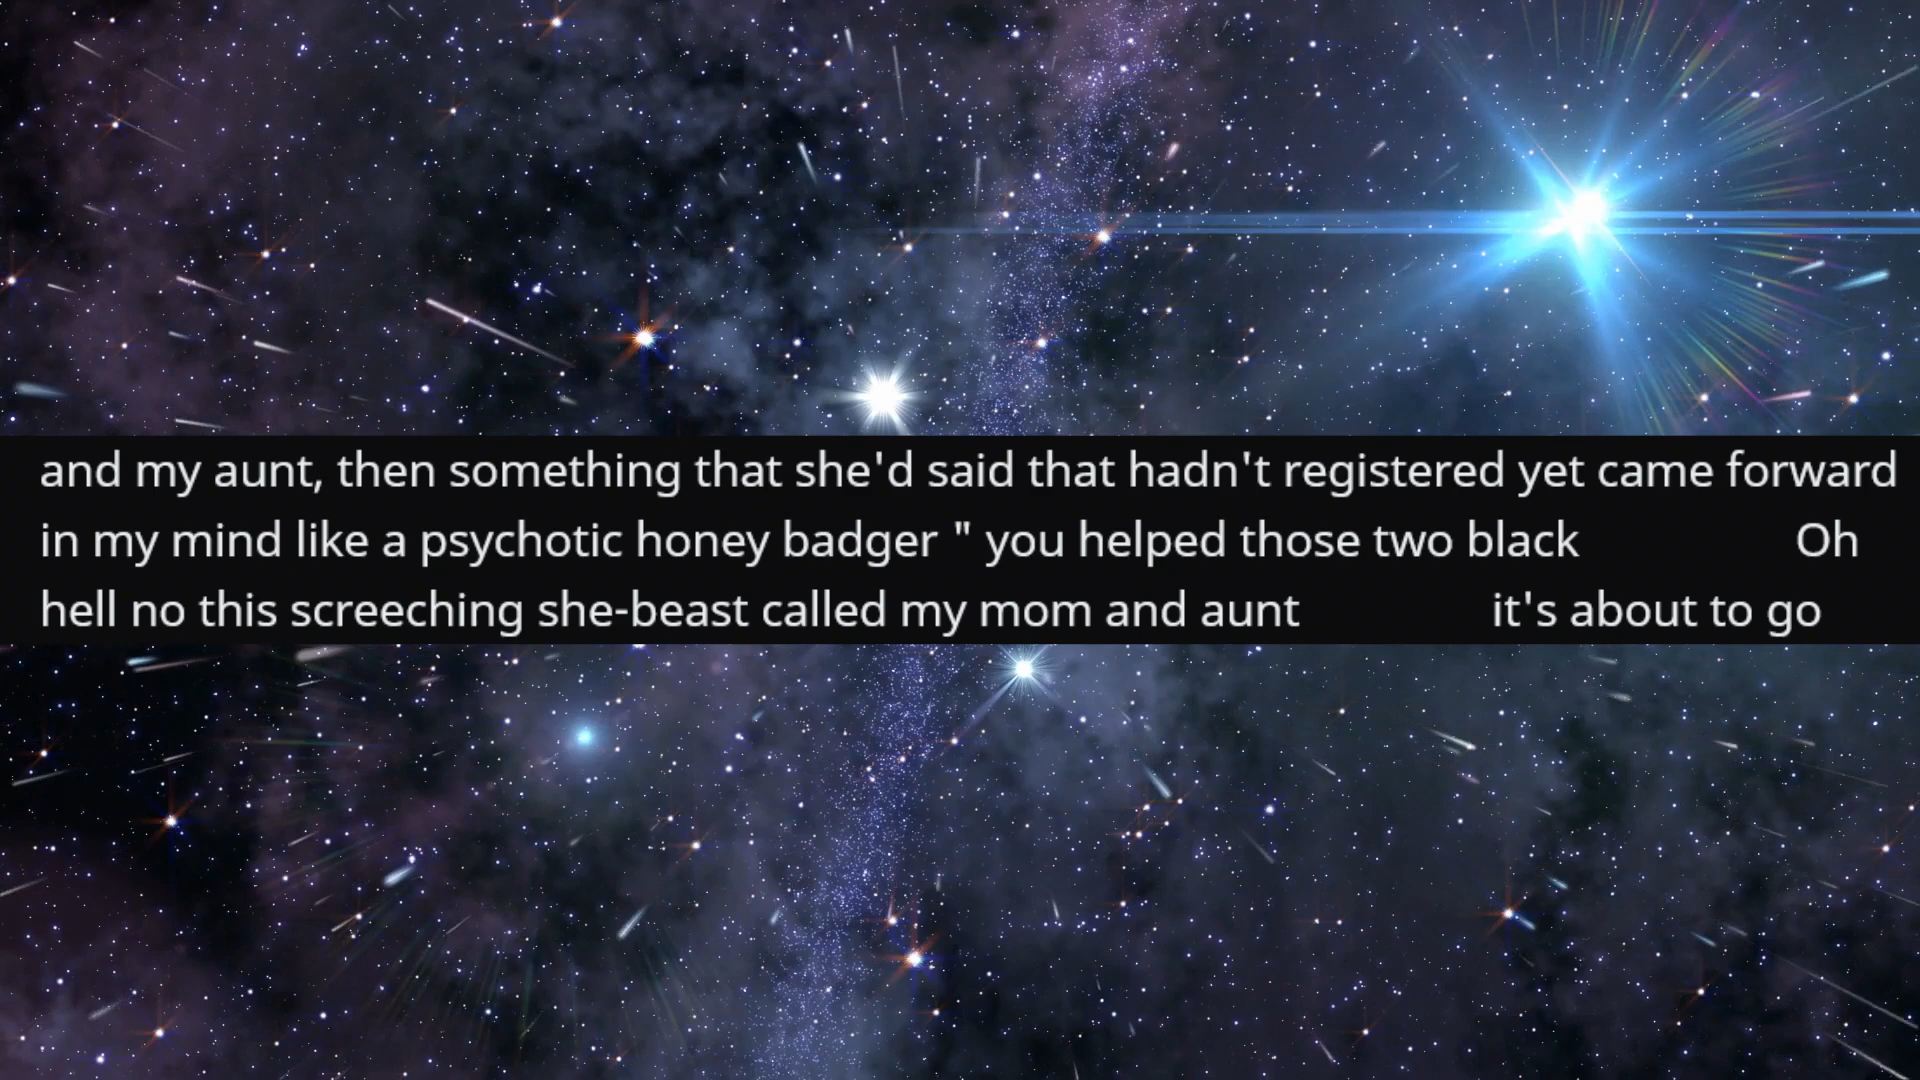 and my aunt, then something that she'd said that hadn't registered yet came forward
in my mind like a psychotic honey badger " you helped those two black Oh
hell no this screeching she-beast called my mom and aunt it's about to go